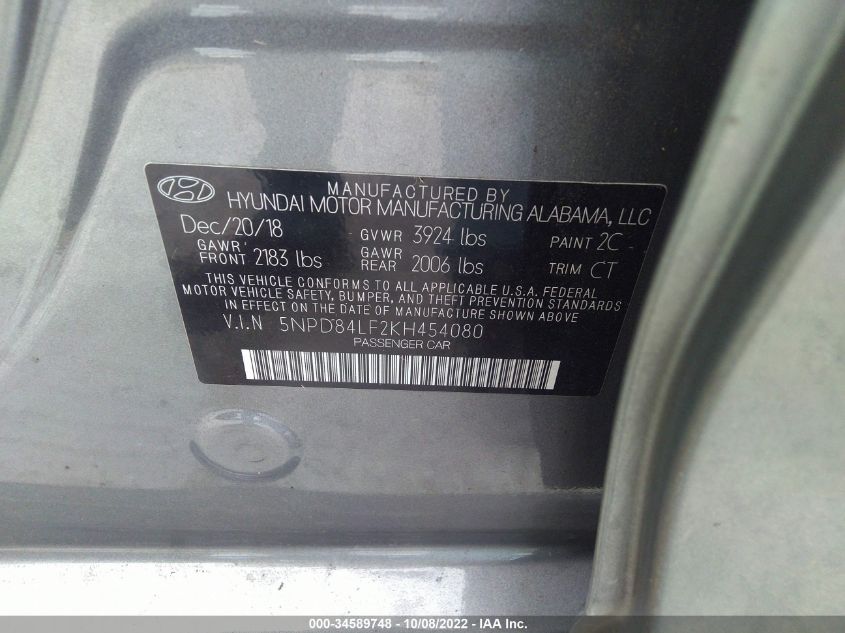 MANUFACTURED BY
HYUNDAI MOTOR MANUFACTURING ALABAMA, LLC
Dec/20/18 GVWR 3924 lbs PAINT 2C
GAWR FRONT 2183 lbs GAWR REAR 2006 lbs TRIM CT
THIS VEHICLE CONFORMS TO ALL APPLICABLE U.S.A. FEDERAL
MOTOR VEHICLE SAFETY, BUMPER, AND THEFT PREVENTION STANDARDS
IN EFFECT ON THE DATE OF MANUFACTURE SHOWN ABOVE
V.I.N 5NPD84LF2KH454080
PASSENGER CAR
000-34589748 - 10/08/2022 - IAA Inc.